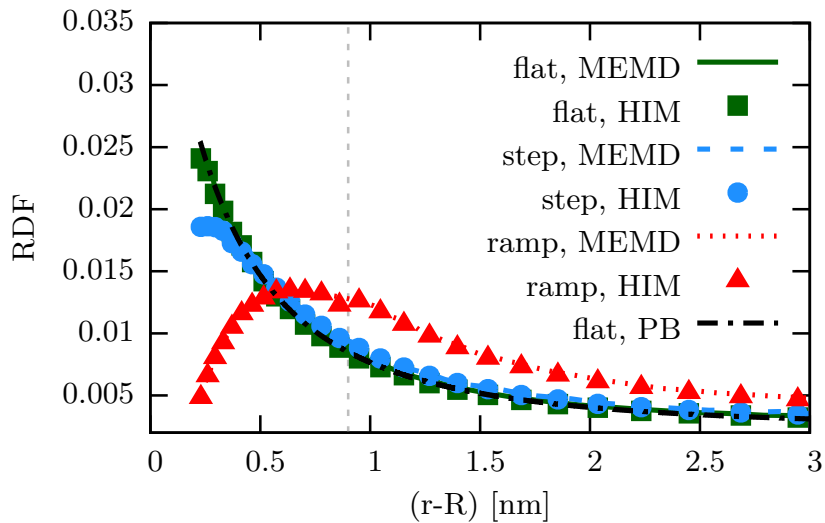 0.035
0.03
0.025
0.02
0.015
0.01
0.005
RDF
flat, MEMD
flat, HIM
step, MEMD
step, HIM
ramp, MEMD
ramp, HIM
flat, PB
0 0.5 1 1.5 2 2.5 3
(r-R) [nm]